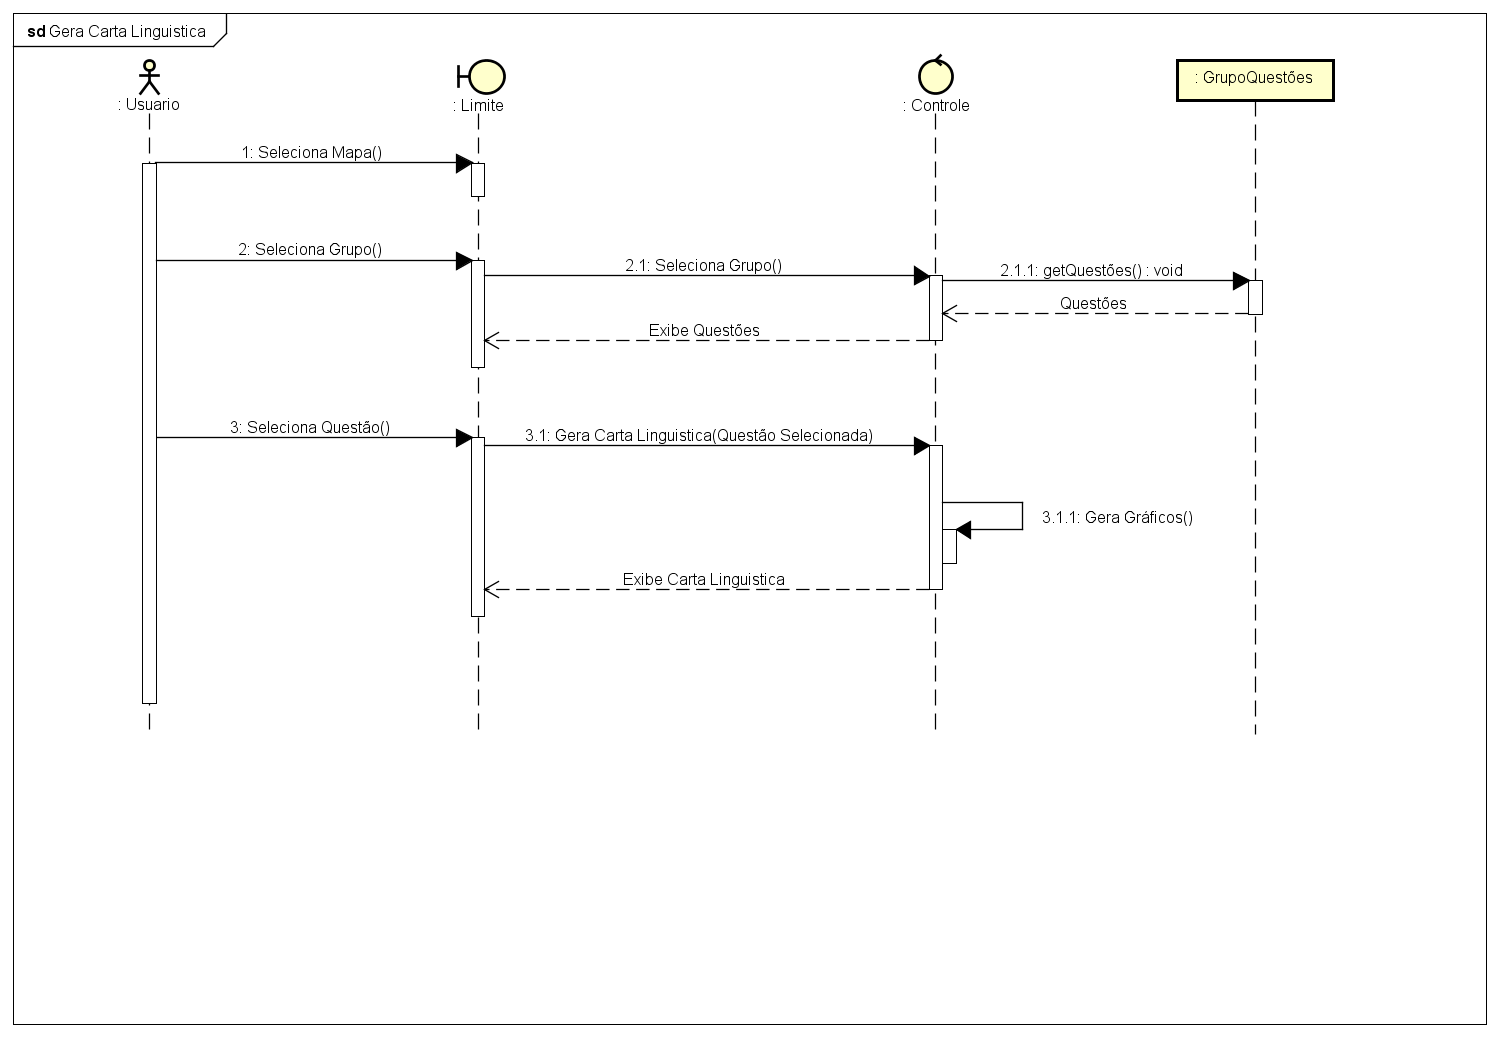 sd Gera Carta Linguistica
: Usuario
: Limite
: Controle
: GrupoQuestões
1: Seleciona Mapa()
2: Seleciona Grupo()
2.1: Seleciona Grupo()
2.1.1: getQuestões() : void
Questões
Exibe Questões
3: Seleciona Questão()
3.1: Gera Carta Linguistica(Questão Selecionada)
3.1.1: Gera Gráficos()
Exibe Carta Linguistica